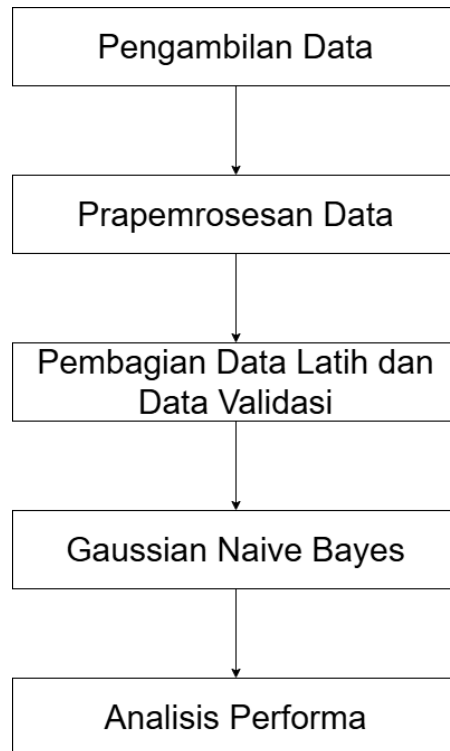 Pengambilan Data
Prapemrosesan Data
Pembagian Data Latih dan
Data Validasi
Gaussian Naive Bayes
Analisis Performa